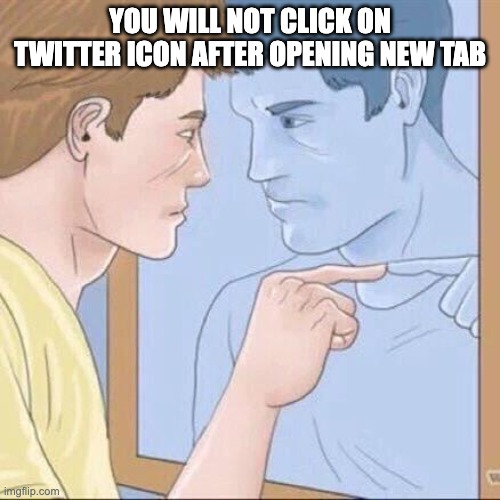 YOU WILL NOT CLICK ON
TWITTER ICON AFTER OPENING NEW TAB
imgflip.com